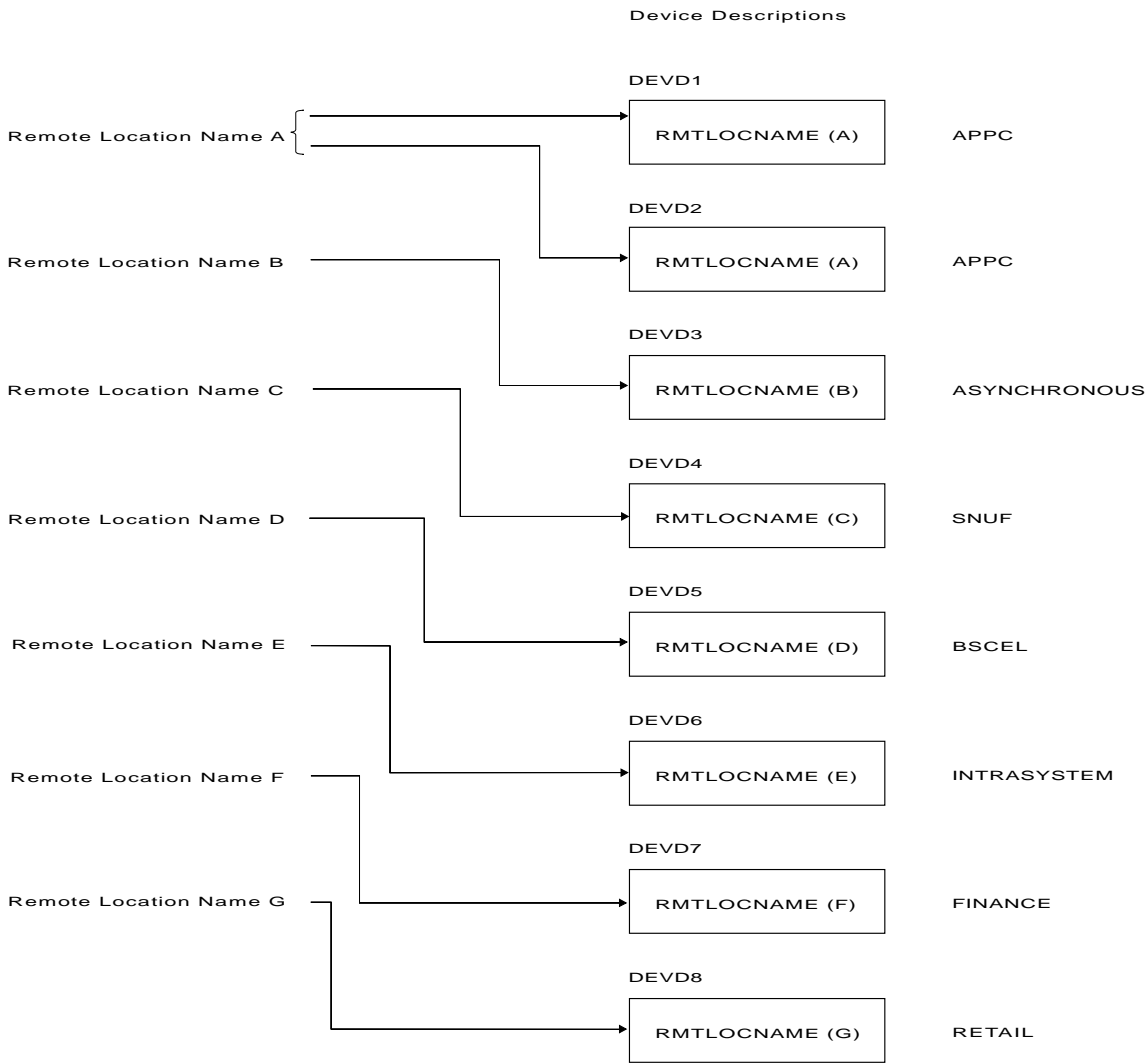 Device Descriptions
DEVD1
Remote Location Name A
RMTLOCNAME (A)
APPC
DEVD2
Remote Location Name B
RMTLOCNAME (A)
APPC
DEVD3
Remote Location Name C
RMTLOCNAME (B)
ASYNCHRONOUS
DEVD4
Remote Location Name D
RMTLOCNAME (C)
SNUF
DEVD5
Remote Location Name E
RMTLOCNAME (D)
BSCEL
DEVD6
Remote Location Name F
RMTLOCNAME (E)
INTRASYSTEM
DEVD7
Remote Location Name G
RMTLOCNAME (F)
FINANCE
DEVD8
RMTLOCNAME (G)
RETAIL